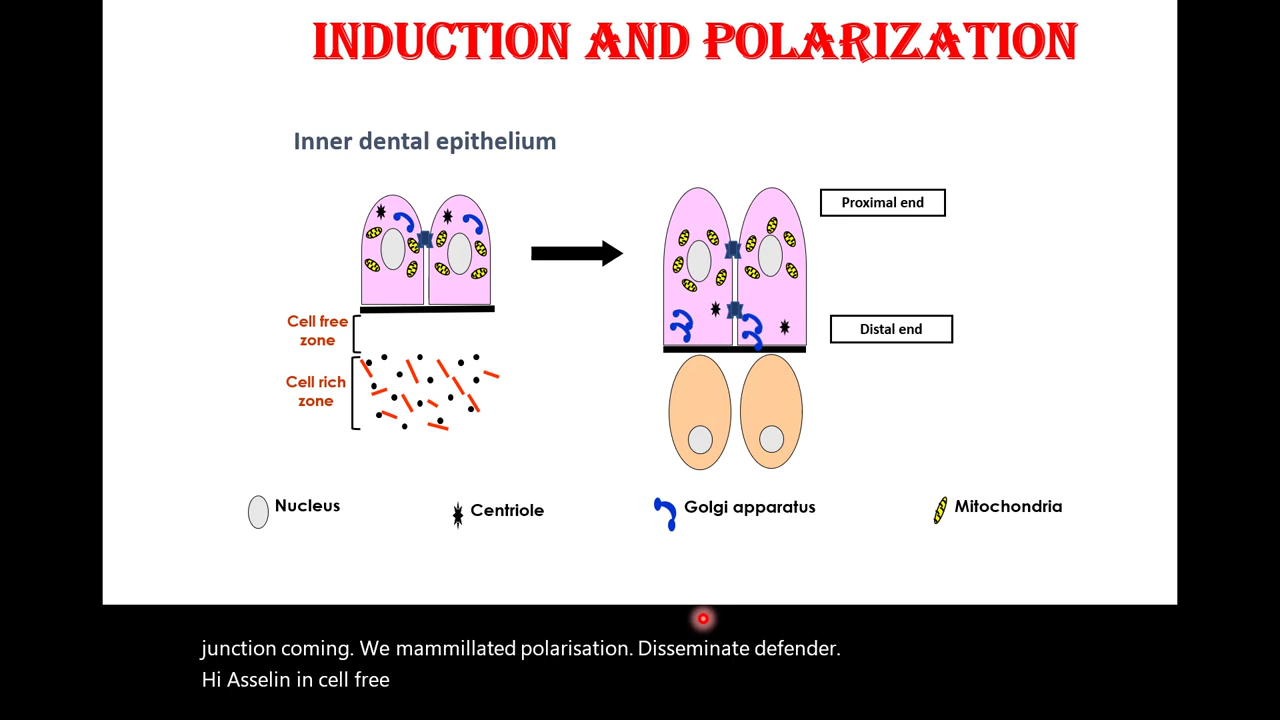 INDUCTION AND POLARIZATION
Inner dental epithelium
Proximal end
Cell free
zone
Distal end
Cell rich
zone
Nucleus
Centriole
Golgi apparatus
Mitochondria
junction coming. We mammillated polarisation. Disseminate defender.
Hi Asselin in cell free